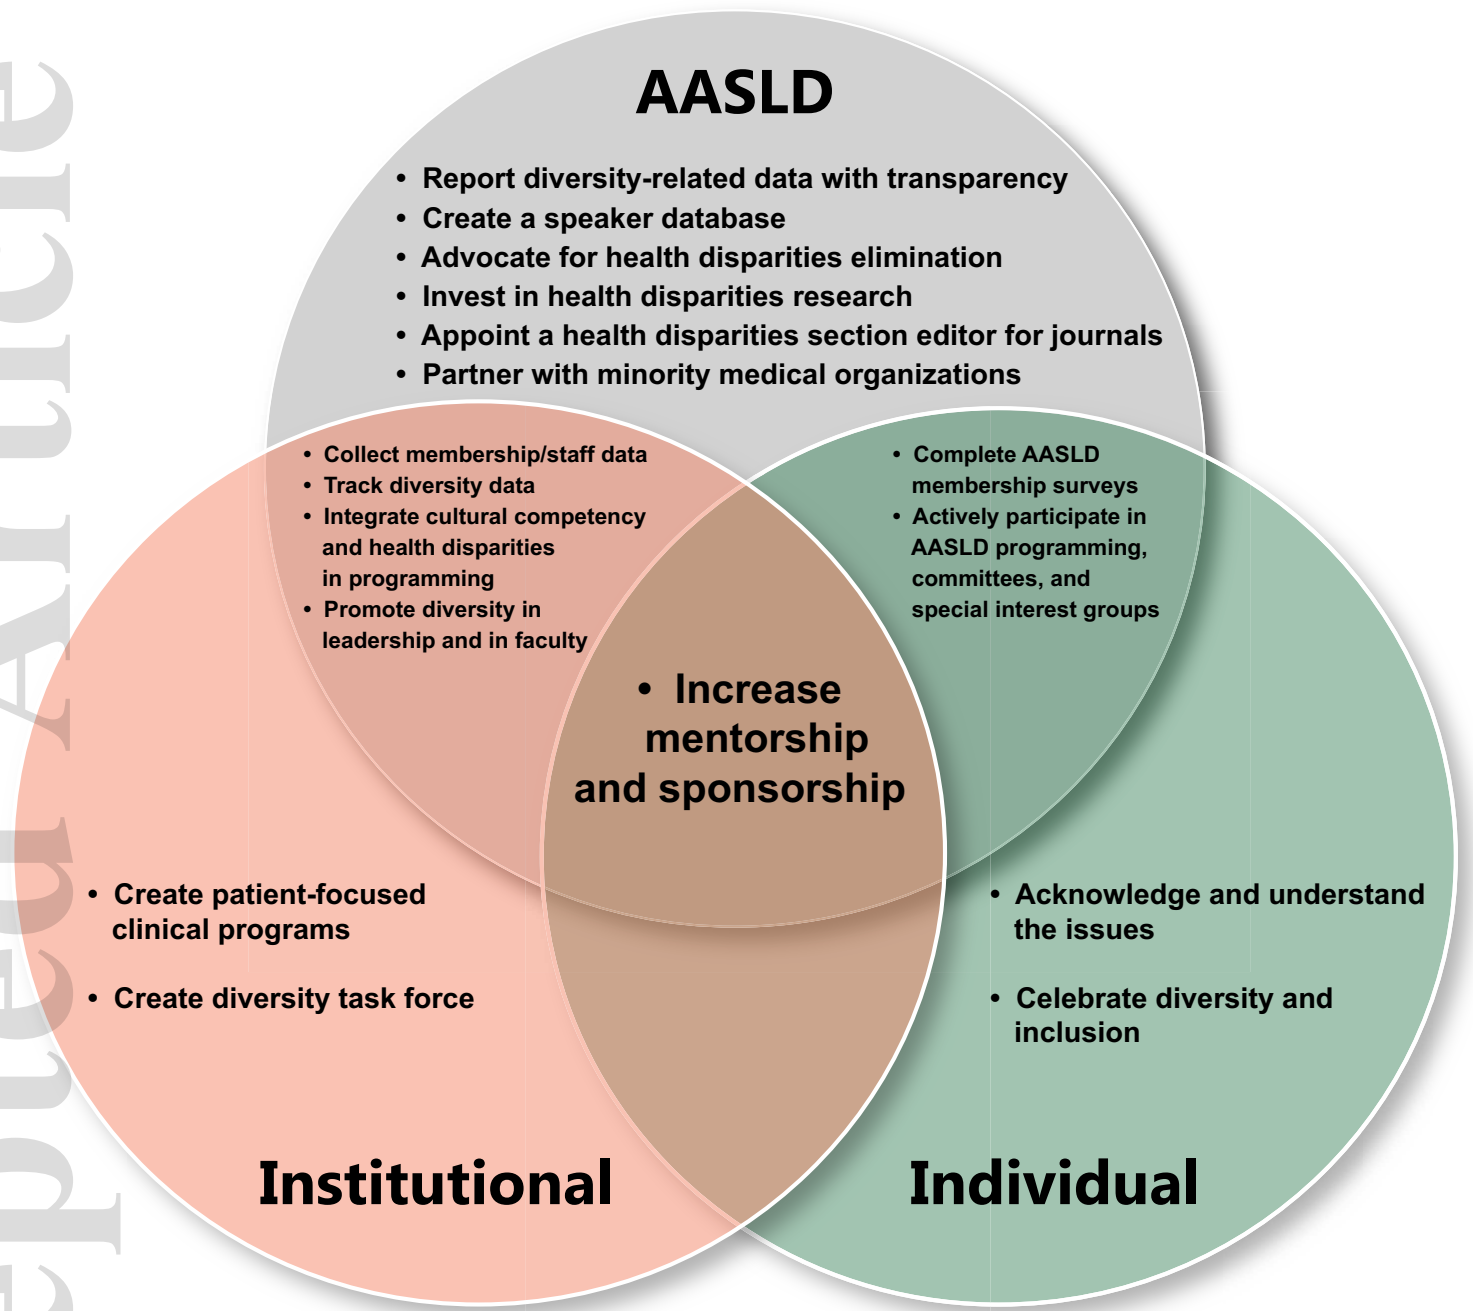 AASLD
• Report diversity-related data with transparency
• Create a speaker database
• Advocate for health disparities elimination
• Invest in health disparities research
• Appoint a health disparities section editor for journals
• Partner with minority medical organizations
• Collect membership/staff data
• Track diversity data
• Integrate cultural competency
and health disparities
in programming
• Promote diversity in
leadership and in faculty
• Complete AASLD
membership surveys
• Actively participate in
AASLD programming,
committees, and
special interest groups
• Increase
mentorship
and sponsorship
• Create patient-focused
clinical programs
• Create diversity task force
• Acknowledge and understand
the issues
• Celebrate diversity and
inclusion
Institutional
Individual
epted Article